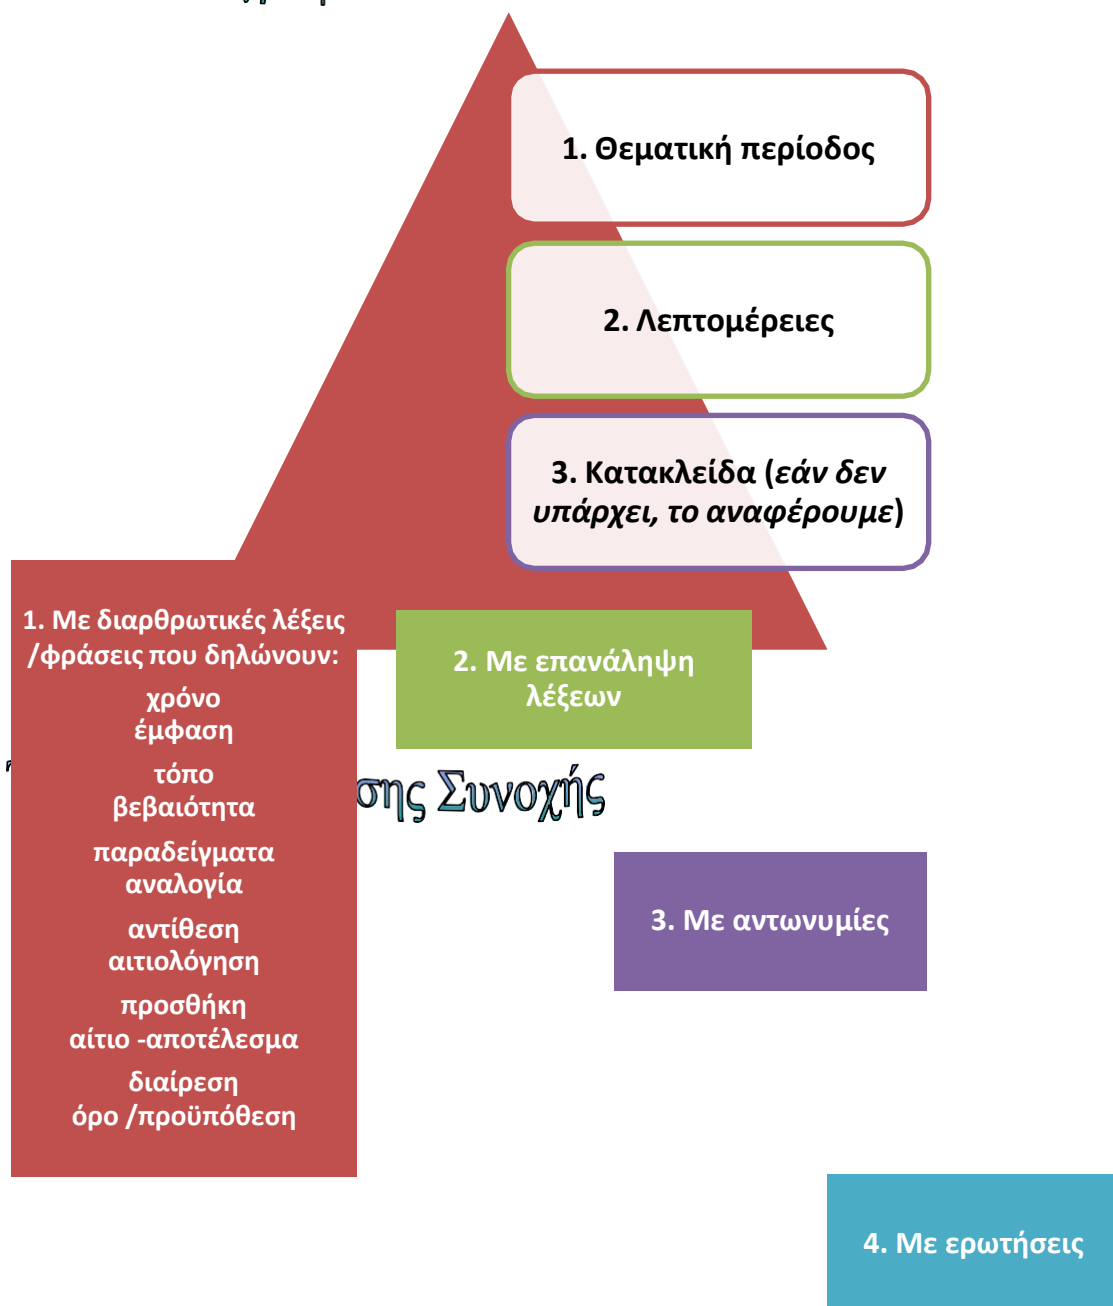 1. Θεματική περίοδος
2. Λεπτομέρειες
3. Κατακλείδα (εάν δεν
υπάρχει, το αναφέρουμε)
1. Με διαρθρωτικές λέξεις
/φράσεις που δηλώνουν:
χρόνο
έμφαση
τόπο
βεβαιότητα
παραδείγματα
αναλογία
αντίθεση
αιτιολόγηση
προσθήκη
αίτιο -αποτέλεσμα
διαίρεση
όρο /προϋπόθεση
2. Με επανάληψη
λέξεων
σης Συνοχής
3. Με αντωνυμίες
4. Με ερωτήσεις